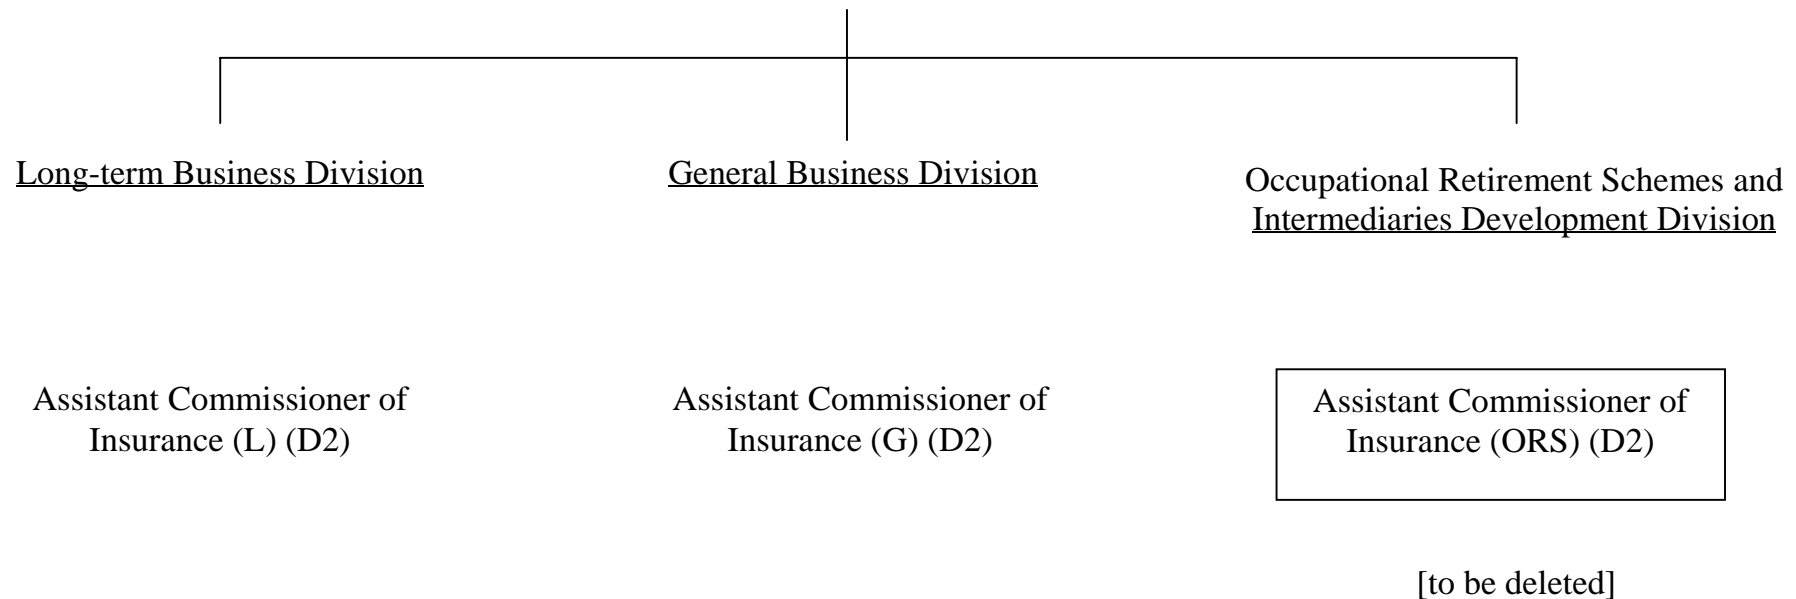 Long-term Business Division
General Business Division
Occupational Retirement Schemes and
Intermediaries Development Division
Assistant Commissioner of
Insurance (L) (D2)
Assistant Commissioner of
Insurance (G) (D2)
Assistant Commissioner of
Insurance (ORS) (D2)
[to be deleted]